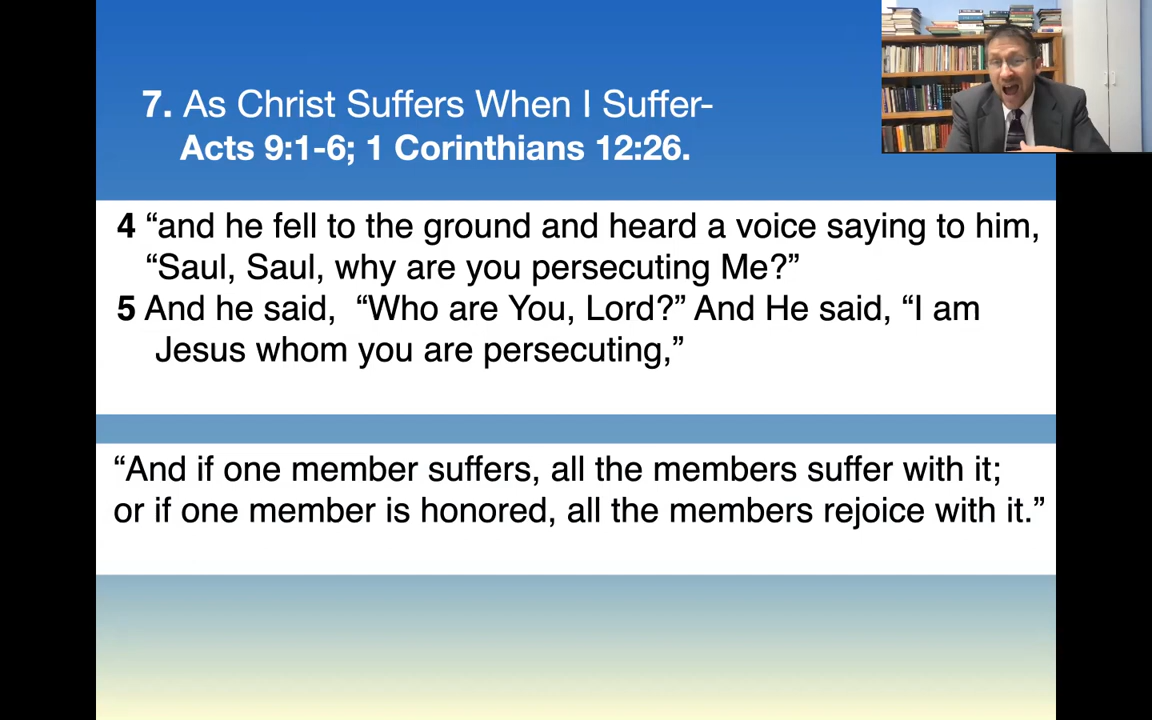 7. As Christ Suffers When I Suffer-
Acts 9:1-6; 1 Corinthians 12:26.
4 “and he fell to the ground and heard a voice saying to him,
“Saul, Saul, why are you persecuting Me?”
5 And he said, “Who are You, Lord?” And He said, “I am
Jesus whom you are persecuting,”
“And if one member suffers, all the members suffer with it;
or if one member is honored, all the members rejoice with it.”